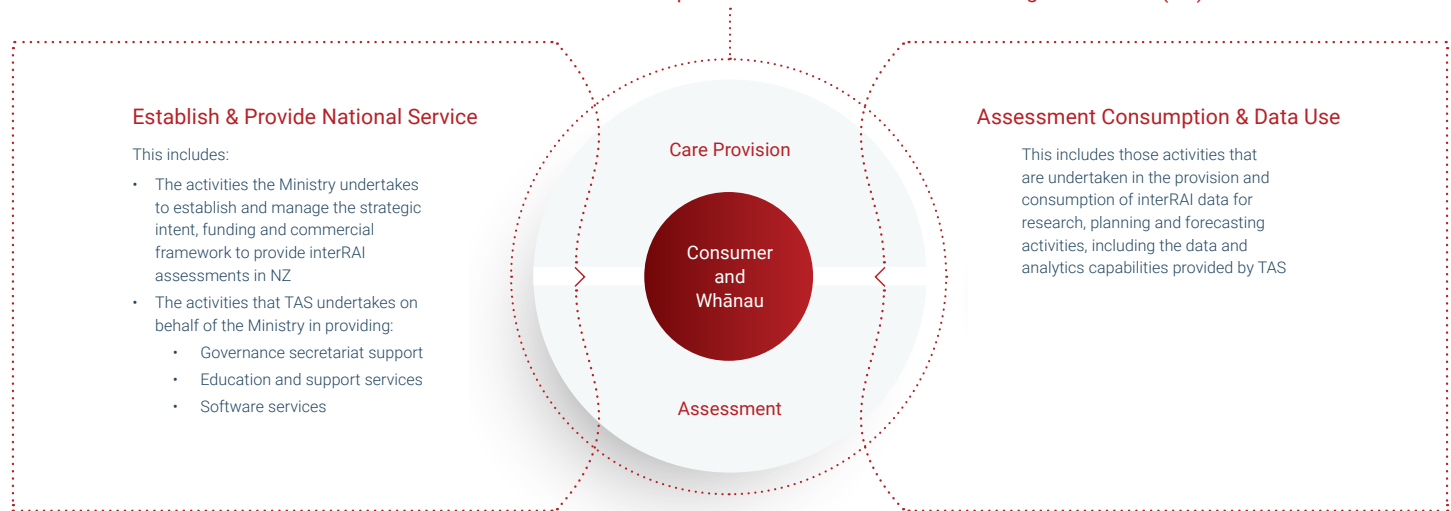 Establish & Provide National Service
This includes:
• The activities the Ministry undertakes
to establish and manage the strategic
intent, funding and commercial
framework to provide interRAI
assessments in NZ
• The activities that TAS undertakes on
behalf of the Ministry in providing:
• Governance secretariat support
• Education and support services
• Software services
Care Provision
Consumer
and
Whānau
Assessment
Assessment Consumption & Data Use
This includes those activities that
are undertaken in the provision and
consumption of interRAI data for
research, planning and forecasting
activities, including the data and
analytics capabilities provided by TAS